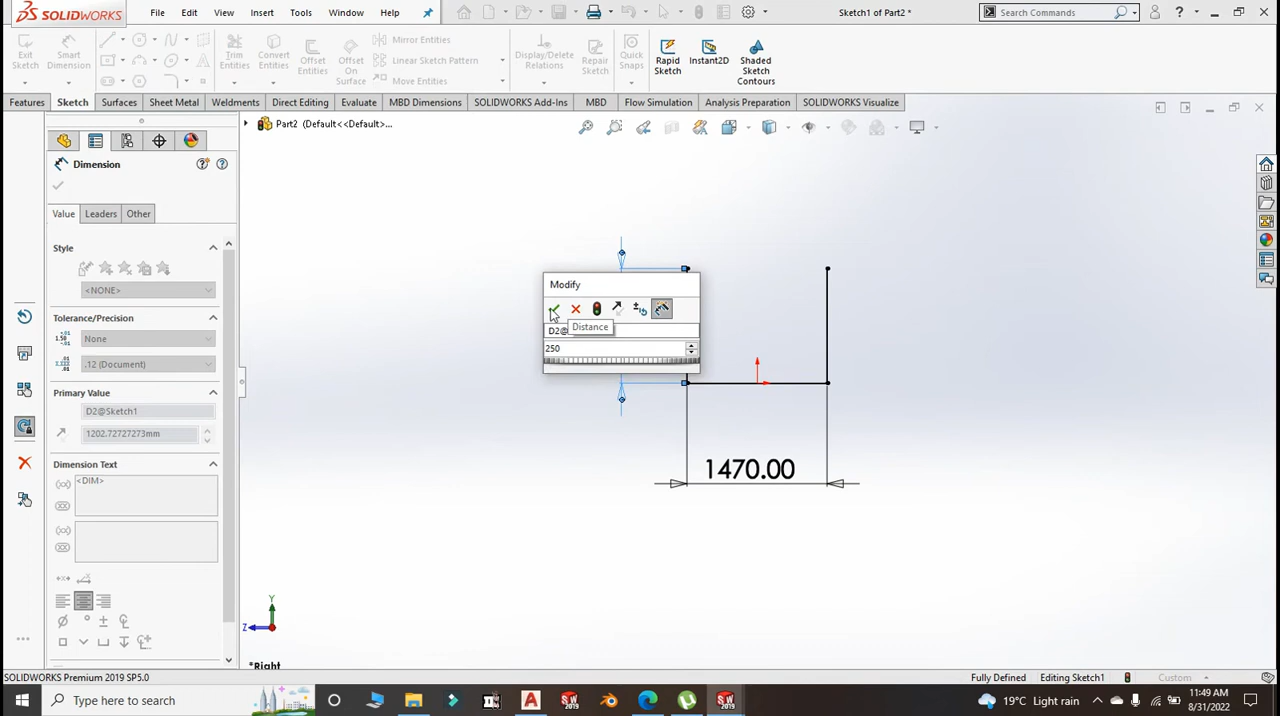 SOLIDWORKS File Edit View Insert Tools Window Help Sketch1 of Part2 * Search Commands ?
Exit Sketch Smart Dimension Trim Entities Convert Entities Offset Entities Offset On Surface Mirror Entities Linear Sketch Pattern Move Entities Display/Delete Relations Repair Sketch Quick Snaps Rapid Sketch Instant2D Shaded Sketch Contours
Features Sketch Surfaces Sheet Metal Weldments Direct Editing Evaluate MBD Dimensions SOLIDWORKS Add-Ins MBD Flow Simulation Analysis Preparation SOLIDWORKS Visualize
Part2 (Default<<Default>...
Dimension
Value Leaders Other
Style
<NONE>
Tolerance/Precision
None
.12 (Document)
Primary Value
D2@Sketch1
1202.72727273mm
Dimension Text
<DIM>
Modify
Distance
D2@
250
1470.00
Y
Z
*Right
SOLIDWORKS Premium 2019 SP5.0 Fully Defined Editing Sketch1 Custom
Type here to search 19°C Light rain 11:49 AM
8/31/2022